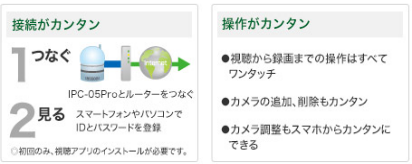 接続がカンタン
1 つなぐ
Internet
IPC-05Proとルーターをつなぐ
2 見る
スマートフォンやパソコンで
IDとパスワードを登録
◎初回のみ、視聴アプリのインストールが必要です。
操作がカンタン
●視聴から録画までの操作はすべて
ワンタッチ
●カメラの追加、削除もカンタン
●カメラ調整もスマホからカンタンに
できる